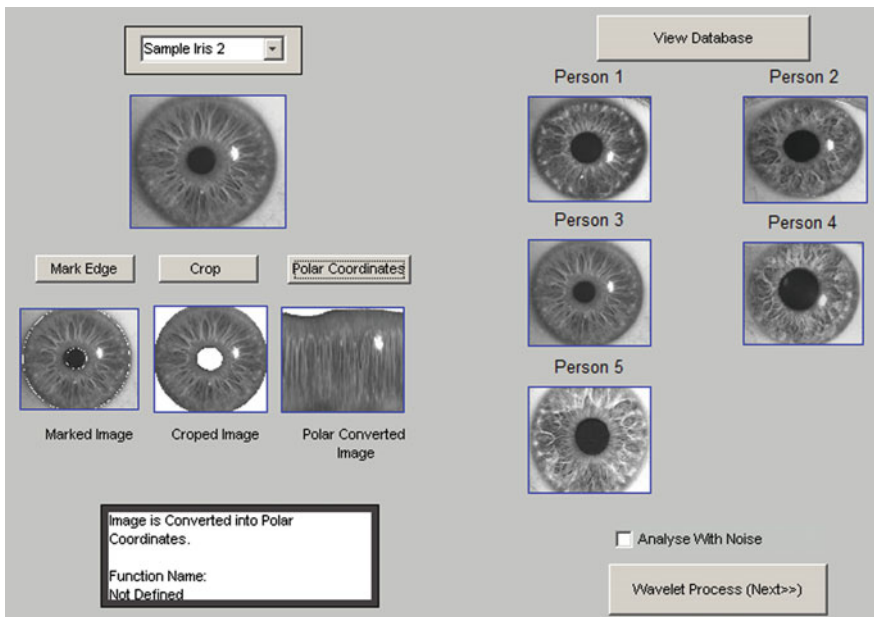 Sample Iris 2
View Database
Person 1
Person 2
Person 3
Person 4
Mark Edge
Crop
Polar Coordinates
Person 5
Marked Image
Croped Image
Polar Converted
Image
Image is Converted into Polar
Coordinates.
Function Name:
Not Defined
Analyse With Noise
Wavelet Process (Next>>)